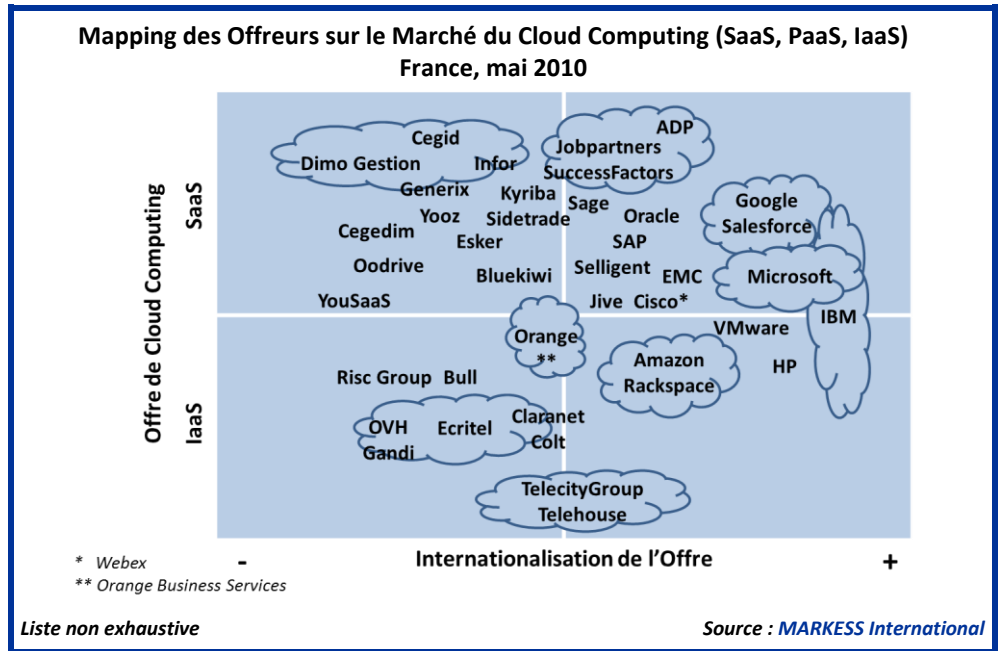 Mapping des Offreurs sur le Marché du Cloud Computing (SaaS, PaaS, IaaS)
France, mai 2010
Offre de Cloud Computing
SaaS
IaaS
Cegid
Dimo Gestion
Infor
Generix
Kyriba
Yooz
Sidetrade
Cegedim
Esker
Oodrive
Bluekiwi
YouSaaS
ADP
Jobpartners
SuccessFactors
Sage
Oracle
SAP
Selligent
EMC
Jive
Cisco*
Google
Salesforce
Microsoft
IBM
VMware
HP
Orange
**
Amazon
Rackspace
Risc Group
Bull
OVH
Ecritel
Gandi
Claranet
Colt
TelecityGroup
Telehouse
-
Internationalisation de l'Offre
+
* Webex
** Orange Business Services
Liste non exhaustive
Source : MARKESS International